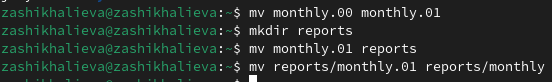 zashikhalieva@zashikhalieva:~$ mv monthly.00 monthly.01
zashikhalieva@zashikhalieva:~$ mkdir reports
zashikhalieva@zashikhalieva:~$ mv monthly.01 reports
zashikhalieva@zashikhalieva:~$ mv reports/monthly.01 reports/monthly